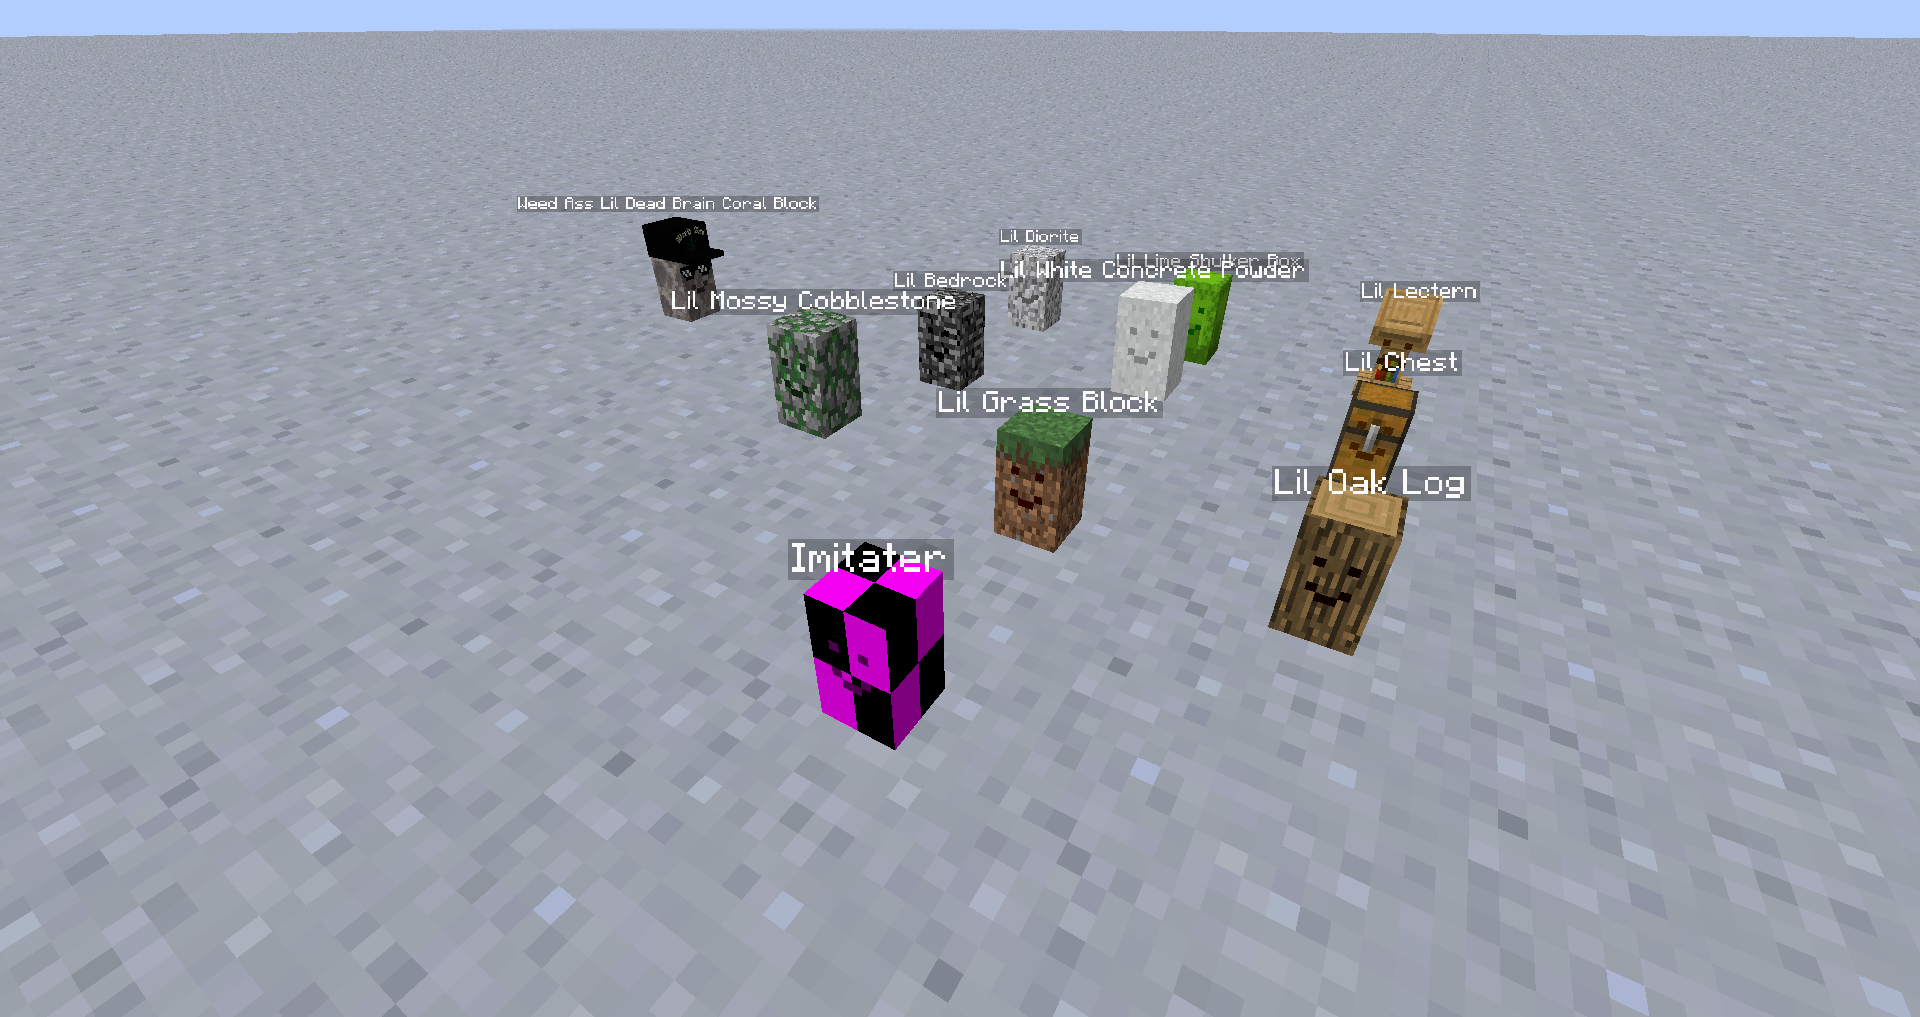 Weed Ass Lil Dead Brain Coral Block
Lil Diorite
Lil Lime Shulker Box
Lil White Concrete Powder
Lil Bedrock
Lil Mossy Cobblestone
Lil Lectern
Lil Chest
Lil Grass Block
Lil Oak Log
Imitater